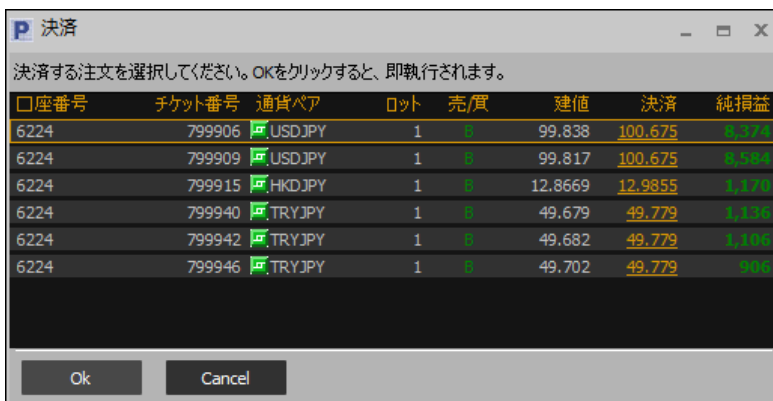 P 決済
決済する注文を選択してください。OKをクリックすると、即執行されます。
口座番号 チケット番号 通貨ペア ロット 売/買 建値 決済 純損益
6224 799906 USDJPY 1 B 99.838 100.675 8,374
6224 799909 USDJPY 1 B 99.817 100.675 8,584
6224 799915 HKDJPY 1 B 12.8669 12.9855 1,170
6224 799940 TRYJPY 1 B 49.679 49.779 1,136
6224 799942 TRYJPY 1 B 49.682 49.779 1,106
6224 799946 TRYJPY 1 B 49.702 49.779 906
Ok Cancel